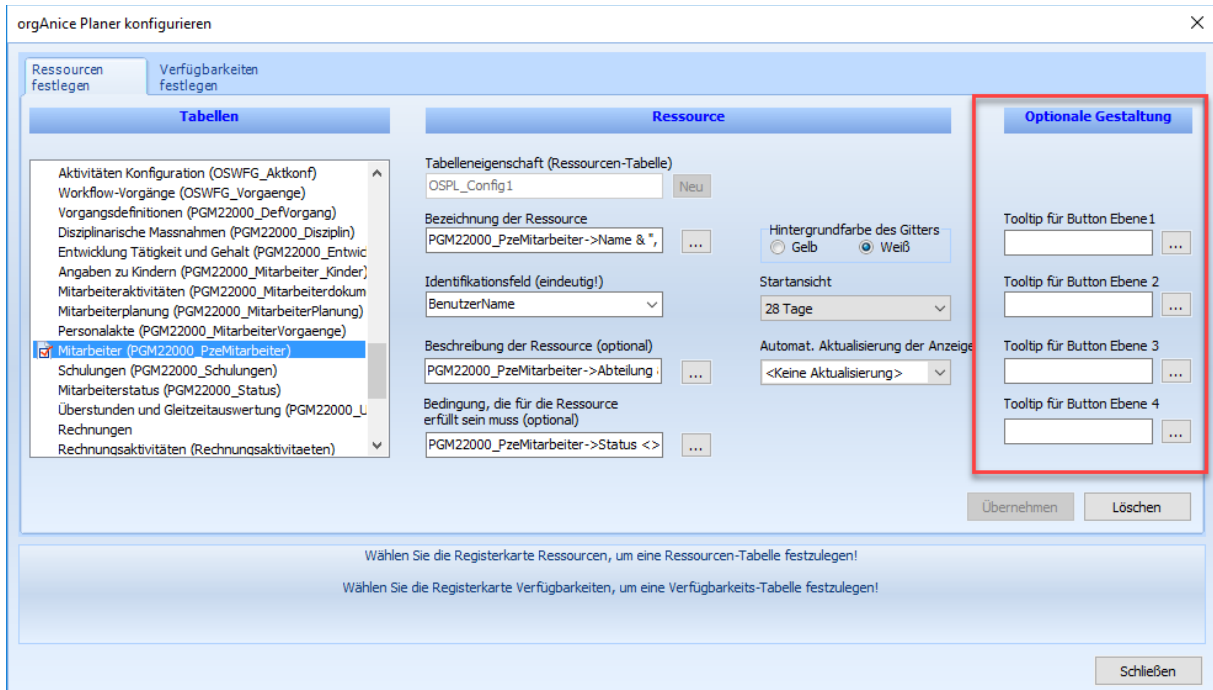 orgAnice Planer konfigurieren
Ressourcen
festlegen
Verfügbarkeiten
festlegen
Tabellen
Aktivitäten Konfiguration (OSWFG_Aktkonf)
Workflow-Vorgänge (OSWFG_Vorgaenge)
Vorgangsdefinitionen (PGM22000_DefVorgang)
Disziplinarische Massnahmen (PGM22000_Disziplin)
Entwicklung Tätigkeit und Gehalt (PGM22000_Entwic
Angaben zu Kindern (PGM22000_Mitarbeiter_Kinder)
Mitarbeiteraktivitäten (PGM22000_Mitarbeiterdokum
Mitarbeiterplanung (PGM22000_MitarbeiterPlanung)
Personalakte (PGM22000_MitarbeiterVorgaenge)
Mitarbeiter (PGM22000_PzeMitarbeiter)
Schulungen (PGM22000_Schulungen)
Mitarbeiterstatus (PGM22000_Status)
Überstunden und Gleitzeitauswertung (PGM22000_U
Rechnungen
Rechnungsaktivitäten (Rechnungsaktivitaeten)
Ressource
Tabelleneigenschaft (Ressourcen-Tabelle)
OSPL_Config1
Neu
Bezeichnung der Ressource
PGM22000_PzeMitarbeiter->Name & ",
...
Identifikationsfeld (eindeutig!)
BenutzerName
Beschreibung der Ressource (optional)
PGM22000_PzeMitarbeiter->Abteilung
...
Bedingung, die für die Ressource
erfüllt sein muss (optional)
PGM22000_PzeMitarbeiter->Status <>
...
Hintergrundfarbe des Gitters
Gelb
Weiß
Startansicht
28 Tage
Automat. Aktualisierung der Anzeige
<Keine Aktualisierung>
Optionale Gestaltung
Tooltip für Button Ebene1
...
Tooltip für Button Ebene 2
...
Tooltip für Button Ebene 3
...
Tooltip für Button Ebene 4
...
Übernehmen
Löschen
Wählen Sie die Registerkarte Ressourcen, um eine Ressourcen-Tabelle festzulegen!
Wählen Sie die Registerkarte Verfügbarkeiten, um eine Verfügbarkeits-Tabelle festzulegen!
Schließen